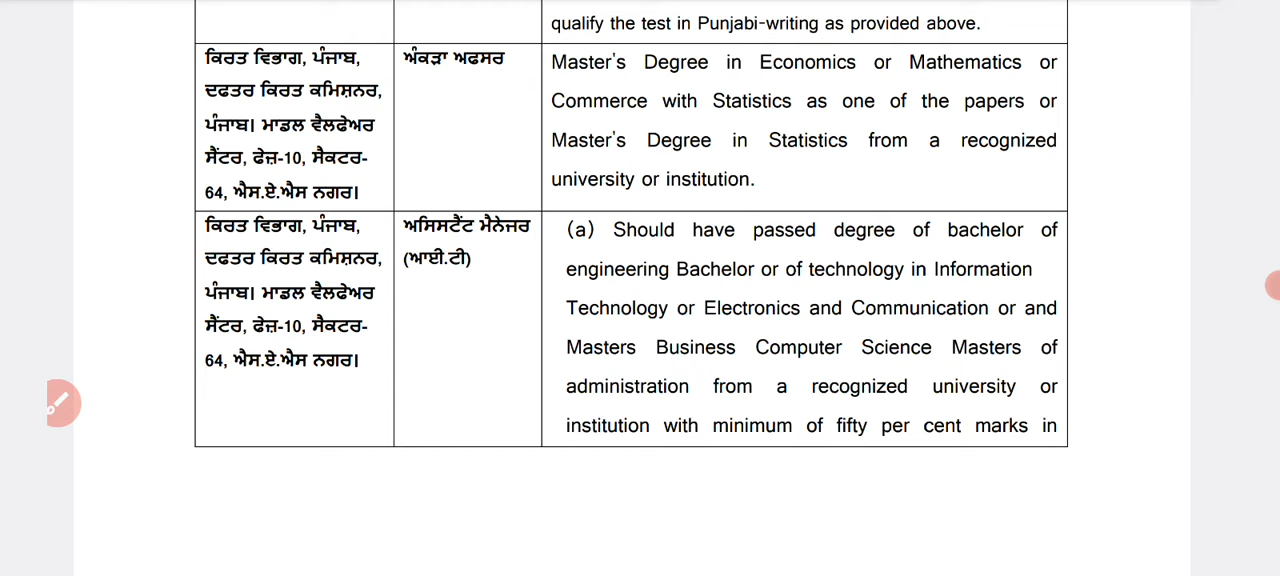 qualify the test in Punjabi-writing as provided above.
ਕਿਰਤ ਵਿਭਾਗ, ਪੰਜਾਬ,
ਦਫਤਰ ਕਿਰਤ ਕਮਿਸ਼ਨਰ,
ਪੰਜਾਬ। ਮਾਡਲ ਵੈਲਫੇਅਰ
ਸੈਂਟਰ, ਫੇਜ਼-10, ਸੈਕਟਰ-
64, ਐਸ.ਏ.ਐਸ ਨਗਰ।
ਅੰਕੜਾ ਅਫਸਰ
Master's Degree in Economics or Mathematics or
Commerce with Statistics as one of the papers or
Master's Degree in Statistics from a recognized
university or institution.
ਕਿਰਤ ਵਿਭਾਗ, ਪੰਜਾਬ,
ਦਫਤਰ ਕਿਰਤ ਕਮਿਸ਼ਨਰ,
ਪੰਜਾਬ। ਮਾਡਲ ਵੈਲਫੇਅਰ
ਸੈਂਟਰ, ਫੇਜ਼-10, ਸੈਕਟਰ-
64, ਐਸ.ਏ.ਐਸ ਨਗਰ।
ਅਸਿਸਟੈਂਟ ਮੈਨੇਜਰ
(ਆਈ.ਟੀ)
(a) Should have passed degree of bachelor of
engineering Bachelor or of technology in Information
Technology or Electronics and Communication or and
Masters Business Computer Science Masters of
administration from a recognized university or
institution with minimum of fifty per cent marks in